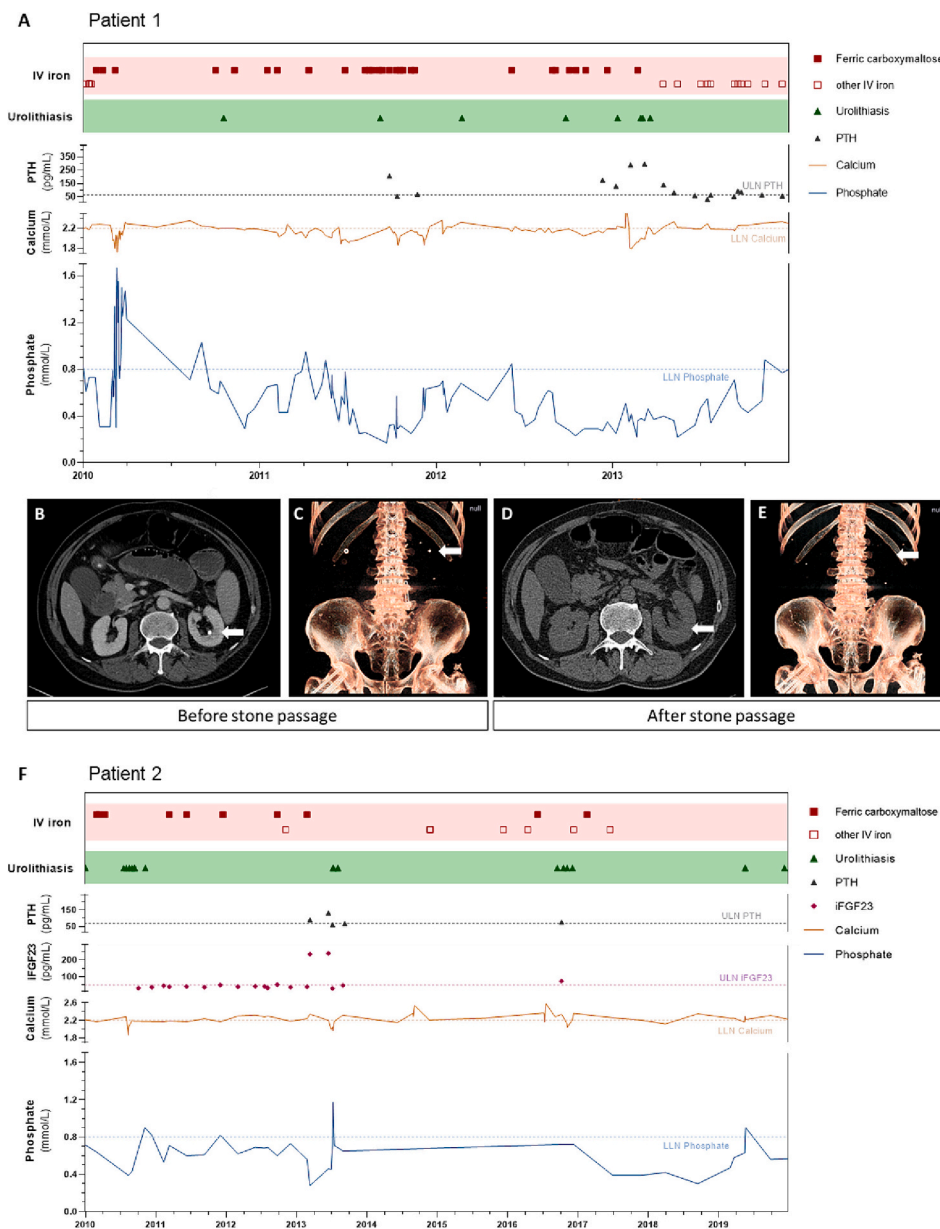 A Patient 1
IV iron
Urolithiasis
Ferric carboxymaltose
other IV iron
Urolithiasis
PTH
Calcium
Phosphate
PTH
(pg/mL)
350
250
150
50
ULN PTH
Calcium
(mmol/L)
2.2
1.8
LLN Calcium
Phosphate
(mmol/L)
1.6
1.2
0.8
0.4
0.0
LLN Phosphate
2010 2011 2012 2013
B C D E
null
null
Before stone passage After stone passage
F Patient 2
IV iron
Urolithiasis
Ferric carboxymaltose
other IV iron
Urolithiasis
PTH
iFGF23
Calcium
Phosphate
PTH
(pg/mL)
150
50
ULN PTH
iFGF23
(pg/mL)
200
100
ULN iFGF23
Calcium
(mmol/L)
2.6
2.2
1.8
LLN Calcium
Phosphate
(mmol/L)
1.6
1.2
0.8
0.4
0.0
LLN Phosphate
2010 2011 2012 2013 2014 2015 2016 2017 2018 2019